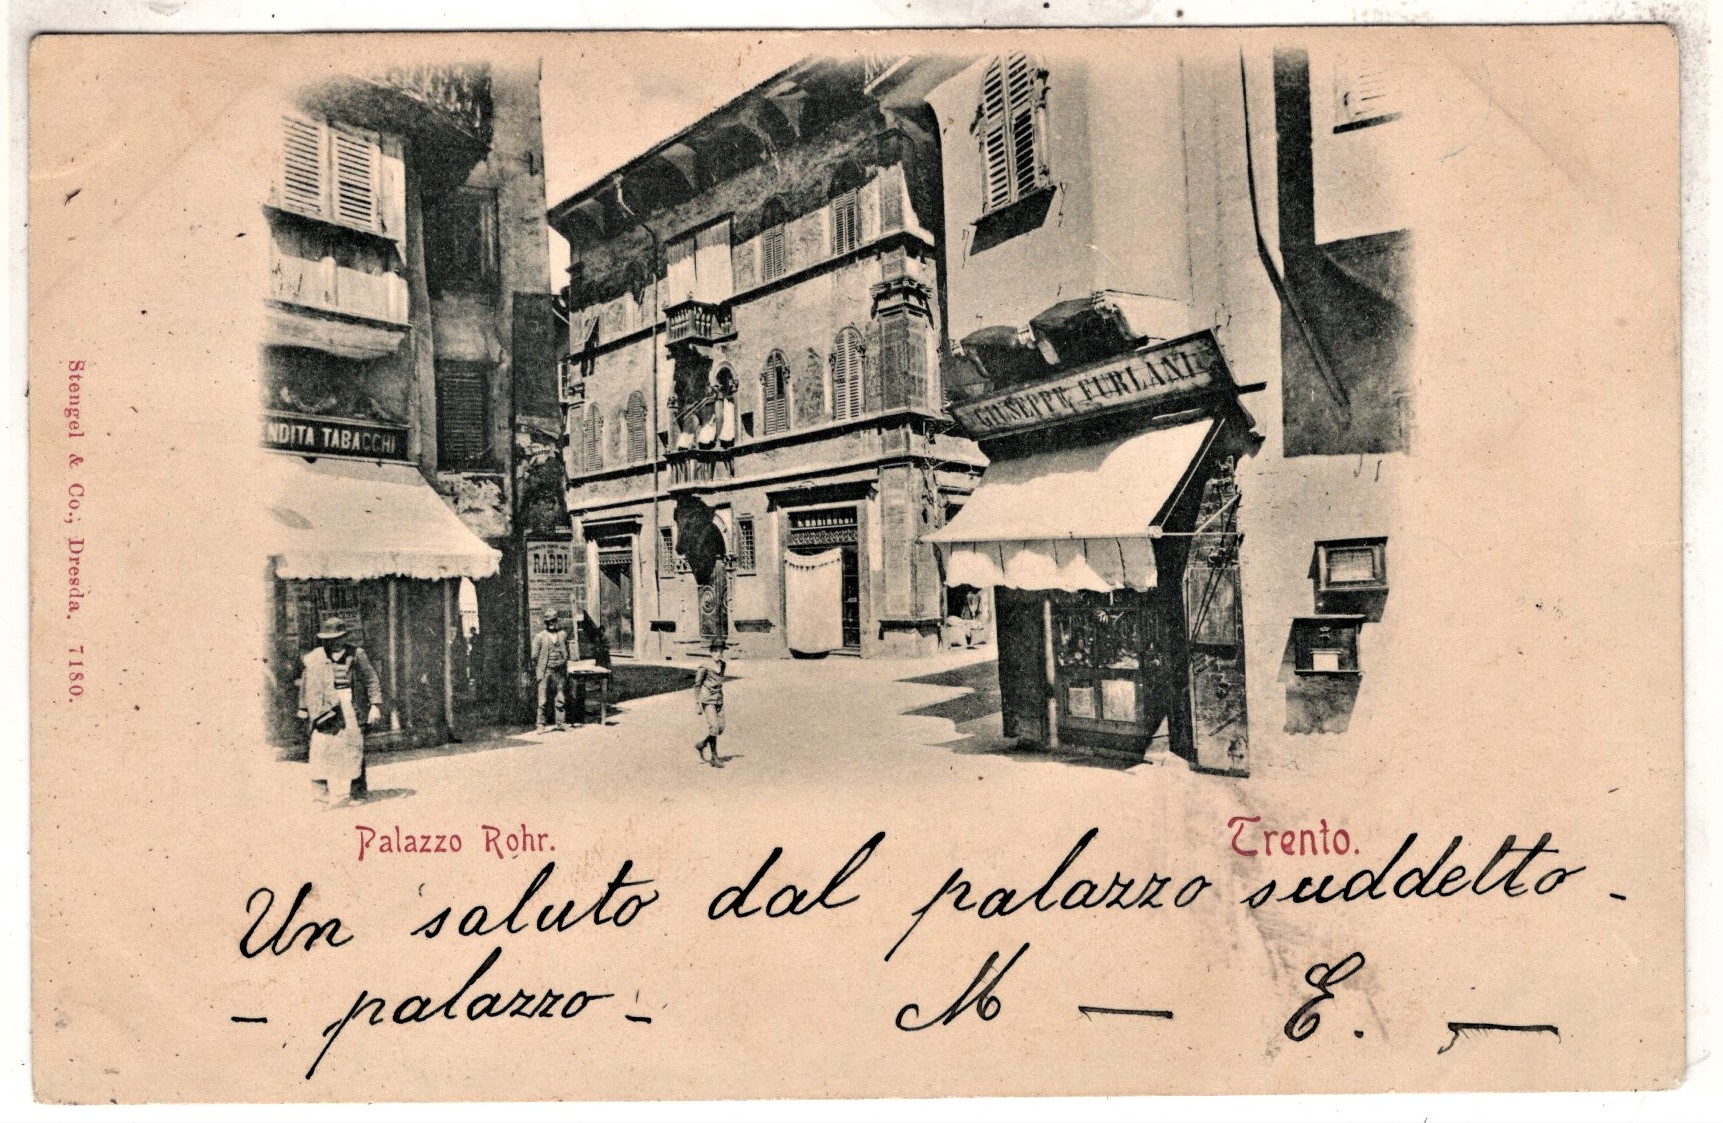 NDITA TABACCHI
GIUSEPPE FURLANI
RABBI
Stengel & Co.; Dresda. 7180.
Palazzo Rohr.
Trento.
Un saluto dal palazzo suddetto -
- palazzo - M — E. —